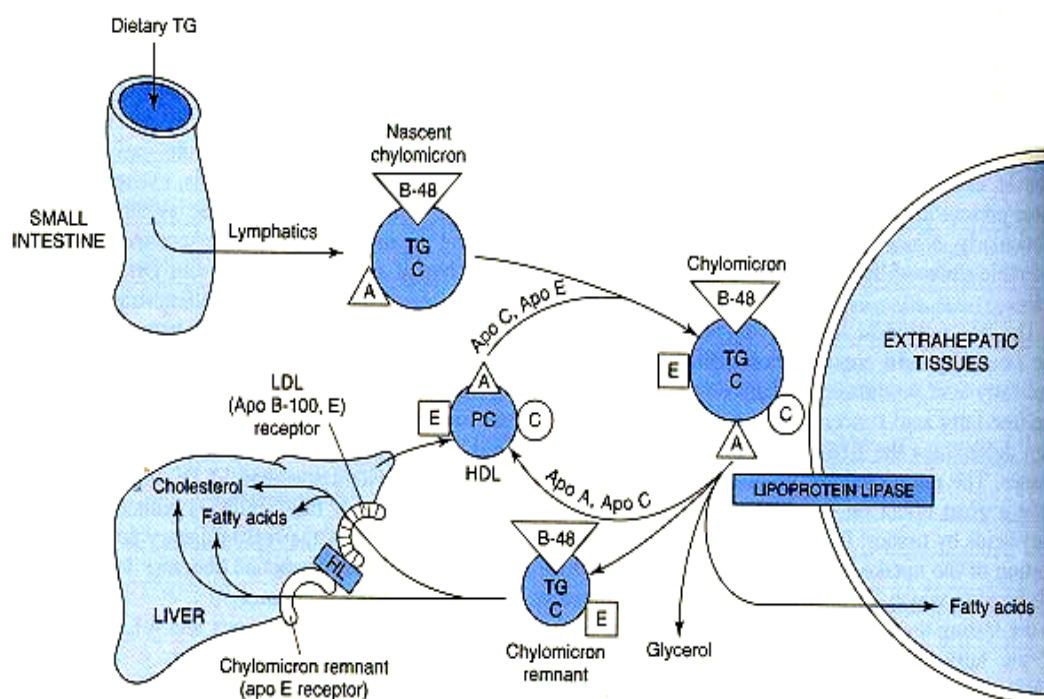 Dietary TG
SMALL
INTESTINE
Lymphatics
Nascent
chylomicron
B-48
TG
C
A
Apo C, Apo E
Chylomicron
B-48
TG
C
E
C
A
EXTRAHEPATIC
TISSUES
LIPOPROTEIN LIPASE
LDL
(Apo B-100, E)
receptor
A
E
PC
C
HDL
Apo A, Apo C
Cholesterol
Fatty acids
HL
LIVER
Chylomicron remnant
(apo E receptor)
B-48
TG
C
E
Chylomicron
remnant
Glycerol
Fatty acids